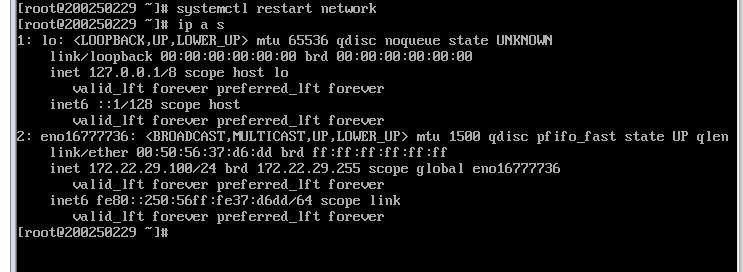 [root@200250229 ~]# systemctl restart network
[root@200250229 ~]# ip a s
1: lo: <LOOPBACK,UP,LOWER_UP> mtu 65536 qdisc noqueue state UNKNOWN
    link/loopback 00:00:00:00:00:00 brd 00:00:00:00:00:00
    inet 127.0.0.1/8 scope host lo
       valid_lft forever preferred_lft forever
    inet6 ::1/128 scope host
       valid_lft forever preferred_lft forever
2: eno16777736: <BROADCAST,MULTICAST,UP,LOWER_UP> mtu 1500 qdisc pfifo_fast state UP qlen
    link/ether 00:50:56:37:d6:dd brd ff:ff:ff:ff:ff:ff
    inet 172.22.29.100/24 brd 172.22.29.255 scope global eno16777736
       valid_lft forever preferred_lft forever
    inet6 fe80::250:56ff:fe37:d6dd/64 scope link
       valid_lft forever preferred_lft forever
[root@200250229 ~]#